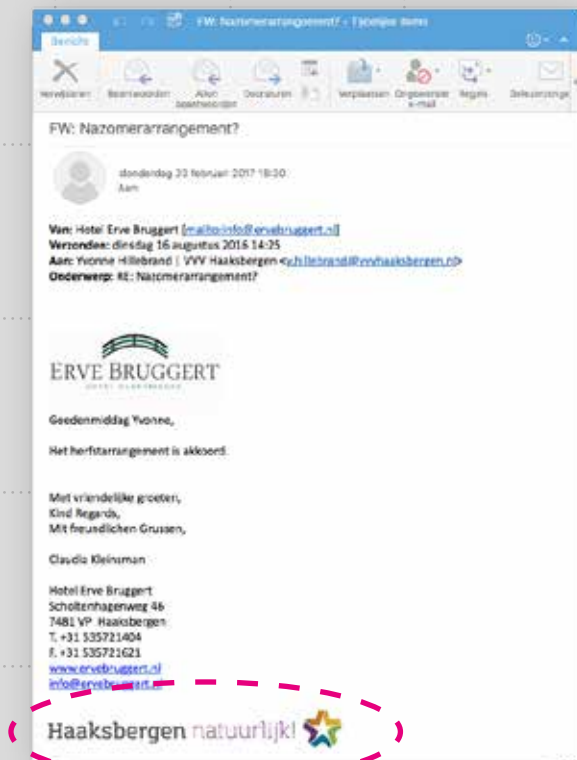 FW: Nazomerarrangement? - Tijdelijke items
Bericht
Verwijderen Beantwoorden Allen beantwoorden Doorsturen Verplaatsen Ongewenste e-mail Regels
FW: Nazomerarrangement?
donderdag 23 februari 2017
Aan
Van: Hotel Erve Bruggert [mailto:info@ervebruggert.nl]
Verzonden: dinsdag 16 augustus 2016 14:25
Aan: Yvonne Hillebrand | VVV Haaksbergen <y.hillebrand@vvvhaaksbergen.nl>
Onderwerp: RE: Nazomerarrangement?
ERVE BRUGGERT
Goedenmiddag Yvonne,
Het herfstarrangement is akkoord.
Met vriendelijke groeten,
Kind Regards,
Mit freundlichen Grussen,
Claudia Kleinsman
Hotel Erve Bruggert
Scholtenhagenweg 46
7481 VP Haaksbergen
T. +31 535721404
F. +31 535721621
www.ervebruggert.nl
info@ervebruggert.nl
Haaksbergen natuurlijk!